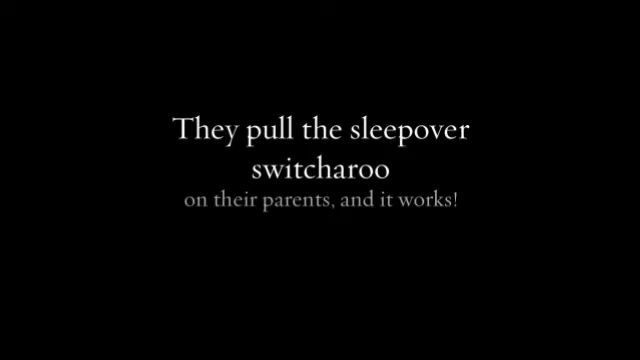 They pull the sleepover
switcharoo
on their parents, and it works!